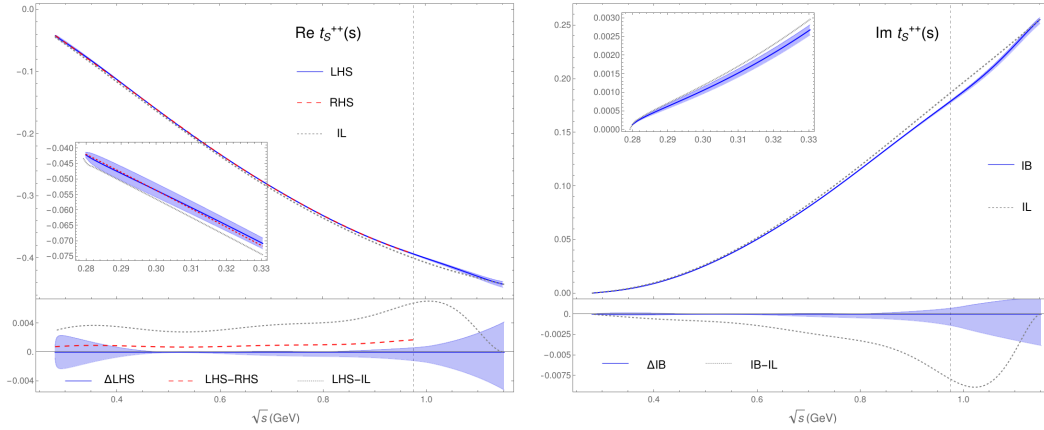 Re t_S^++(s)
LHS
RHS
IL
0.0
−0.1
−0.2
−0.3
−0.4
−0.040
−0.045
−0.050
−0.055
−0.060
−0.065
−0.070
−0.075
0.28 0.29 0.30 0.31 0.32 0.33
0.004
0.000
−0.004
ΔLHS LHS−RHS LHS−IL
0.4 0.6 0.8 1.0
√s (GeV)
Im t_S^++(s)
IB
IL
0.25
0.20
0.15
0.10
0.05
0.00
0.0030
0.0025
0.0020
0.0015
0.0010
0.0005
0.0000
0.28 0.29 0.30 0.31 0.32 0.33
0.0000
−0.0025
−0.0050
−0.0075
ΔIB IB−IL
0.4 0.6 0.8 1.0
√s (GeV)